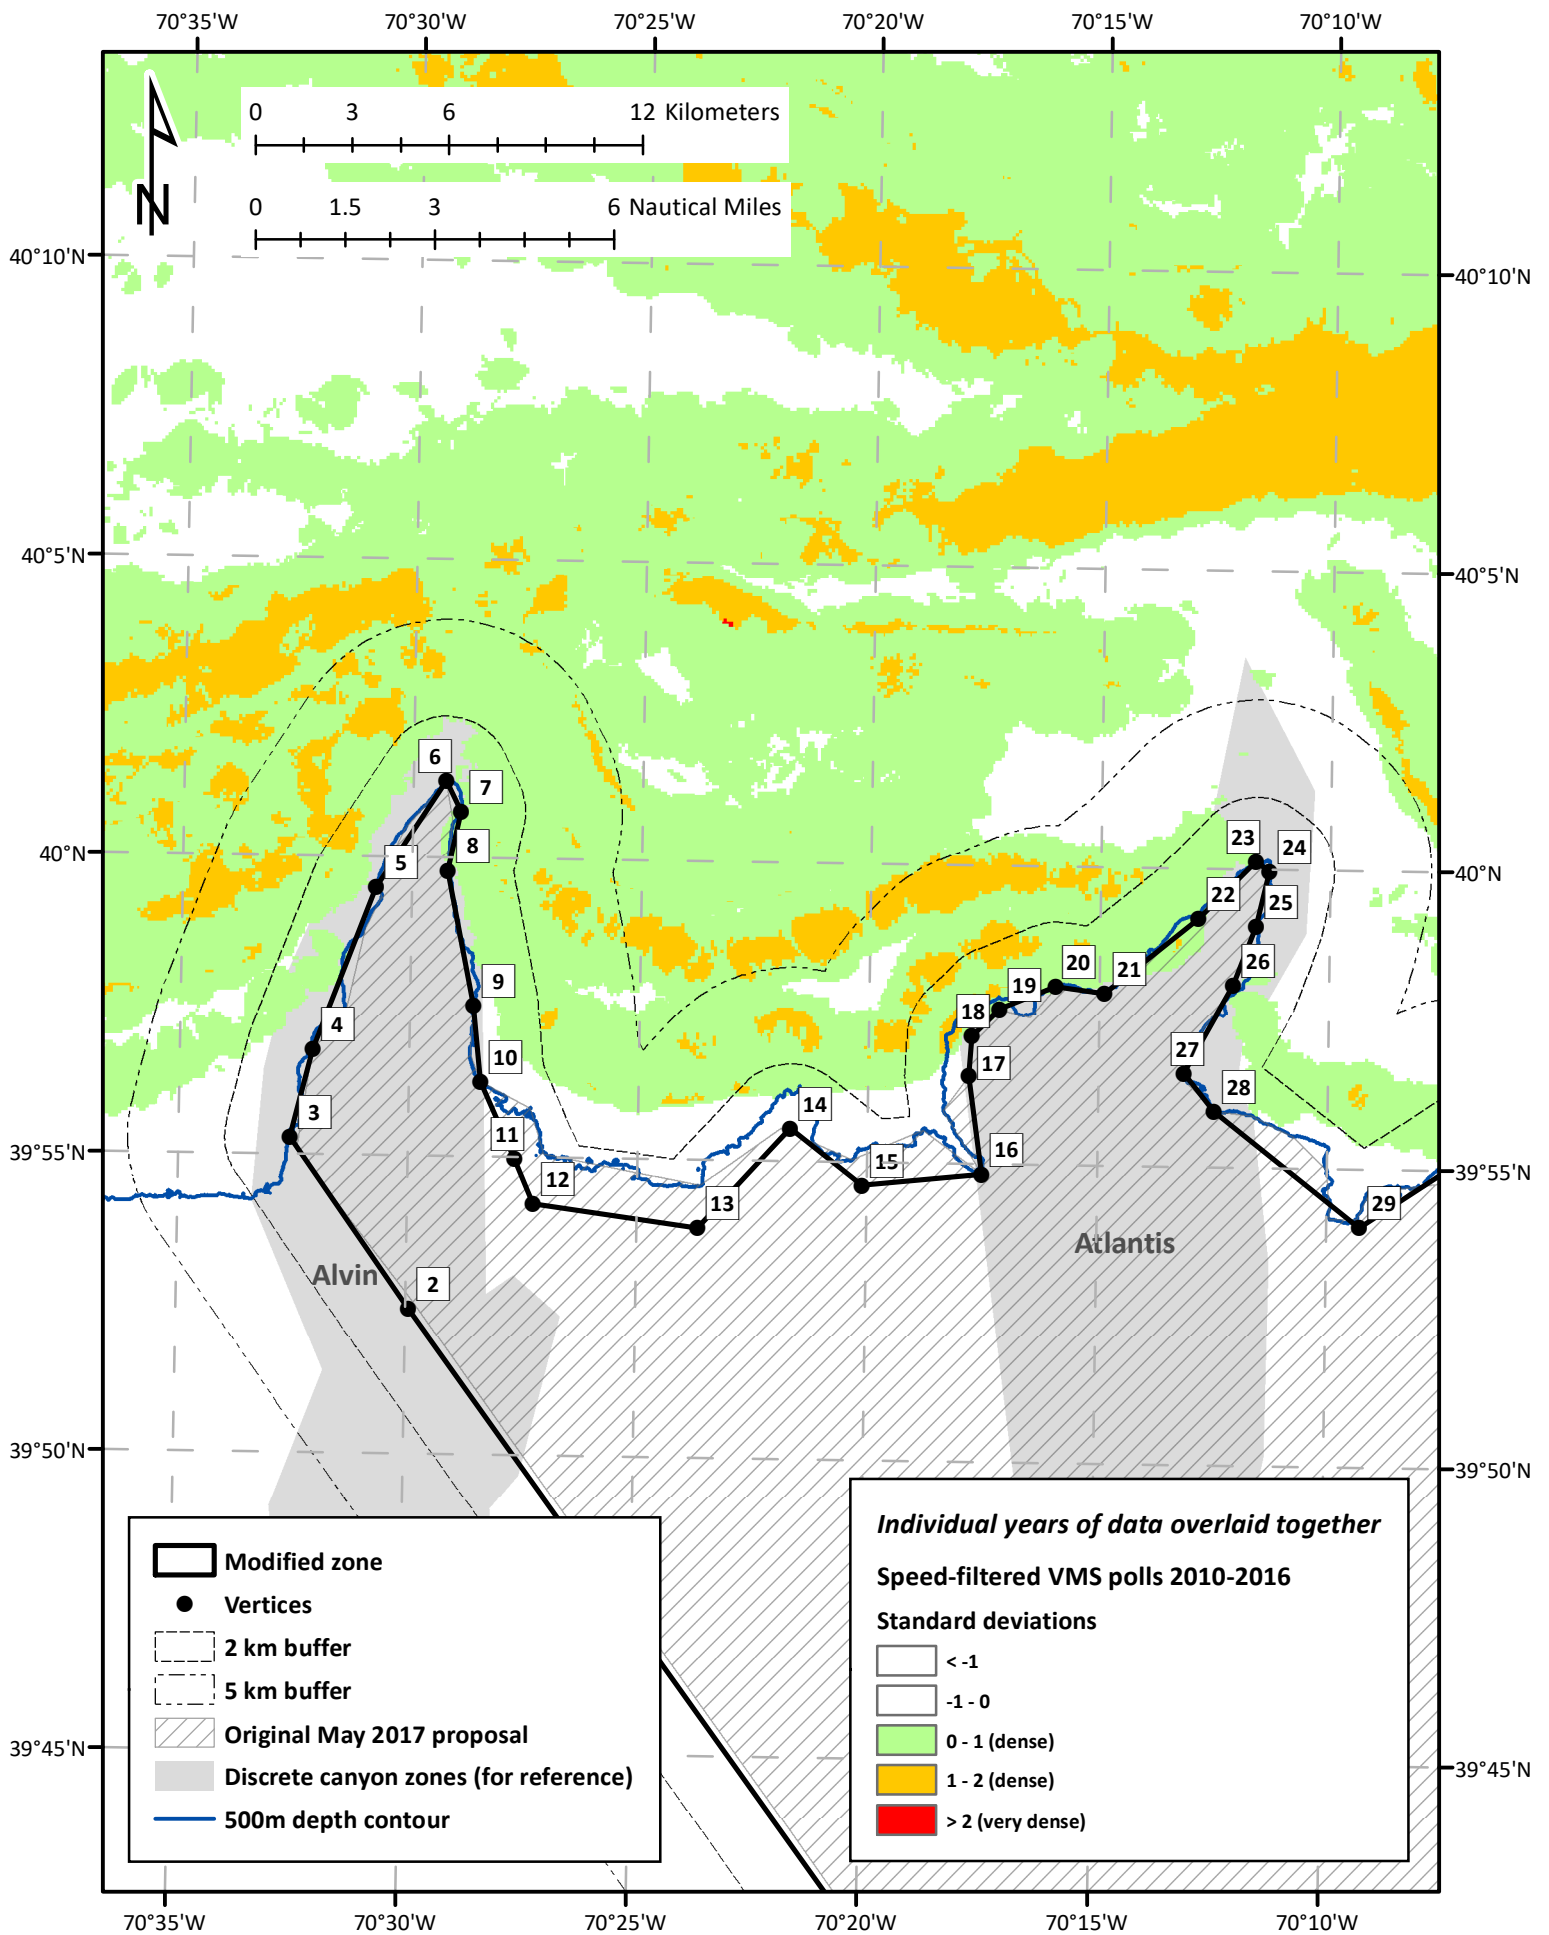 70°35'W 70°30'W 70°25'W 70°20'W 70°15'W 70°10'W
0 3 6 12 Kilometers
N
0 1.5 3 6 Nautical Miles
40°10'N 40°10'N
40°5'N 40°5'N
6
7
8
5
40°N 40°N
23 24
22
25
26
20
21
19
9
18
4
17
10
27
28
3
14
11
16
15
12
13
29
39°55'N 39°55'N
Atlantis
Alvin
2
39°50'N 39°50'N
Modified zone
Vertices
2 km buffer
5 km buffer
Original May 2017 proposal
Discrete canyon zones (for reference)
500m depth contour
Individual years of data overlaid together
Speed-filtered VMS polls 2010-2016
Standard deviations
< -1
-1 - 0
0 - 1 (dense)
1 - 2 (dense)
> 2 (very dense)
39°45'N 39°45'N
70°35'W 70°30'W 70°25'W 70°20'W 70°15'W 70°10'W